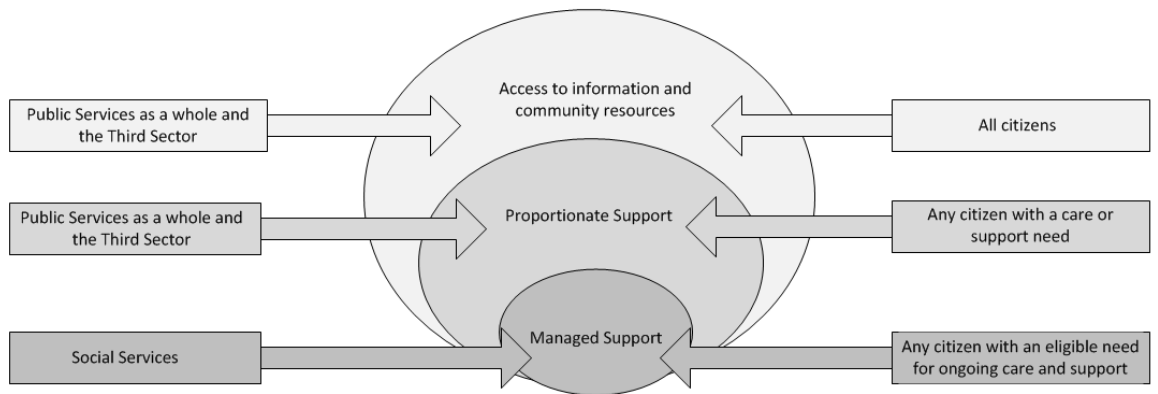 Access to information and
community resources
Public Services as a whole and
the Third Sector
All citizens
Public Services as a whole and
the Third Sector
Proportionate Support
Any citizen with a care or
support need
Social Services
Managed Support
Any citizen with an eligible need
for ongoing care and support